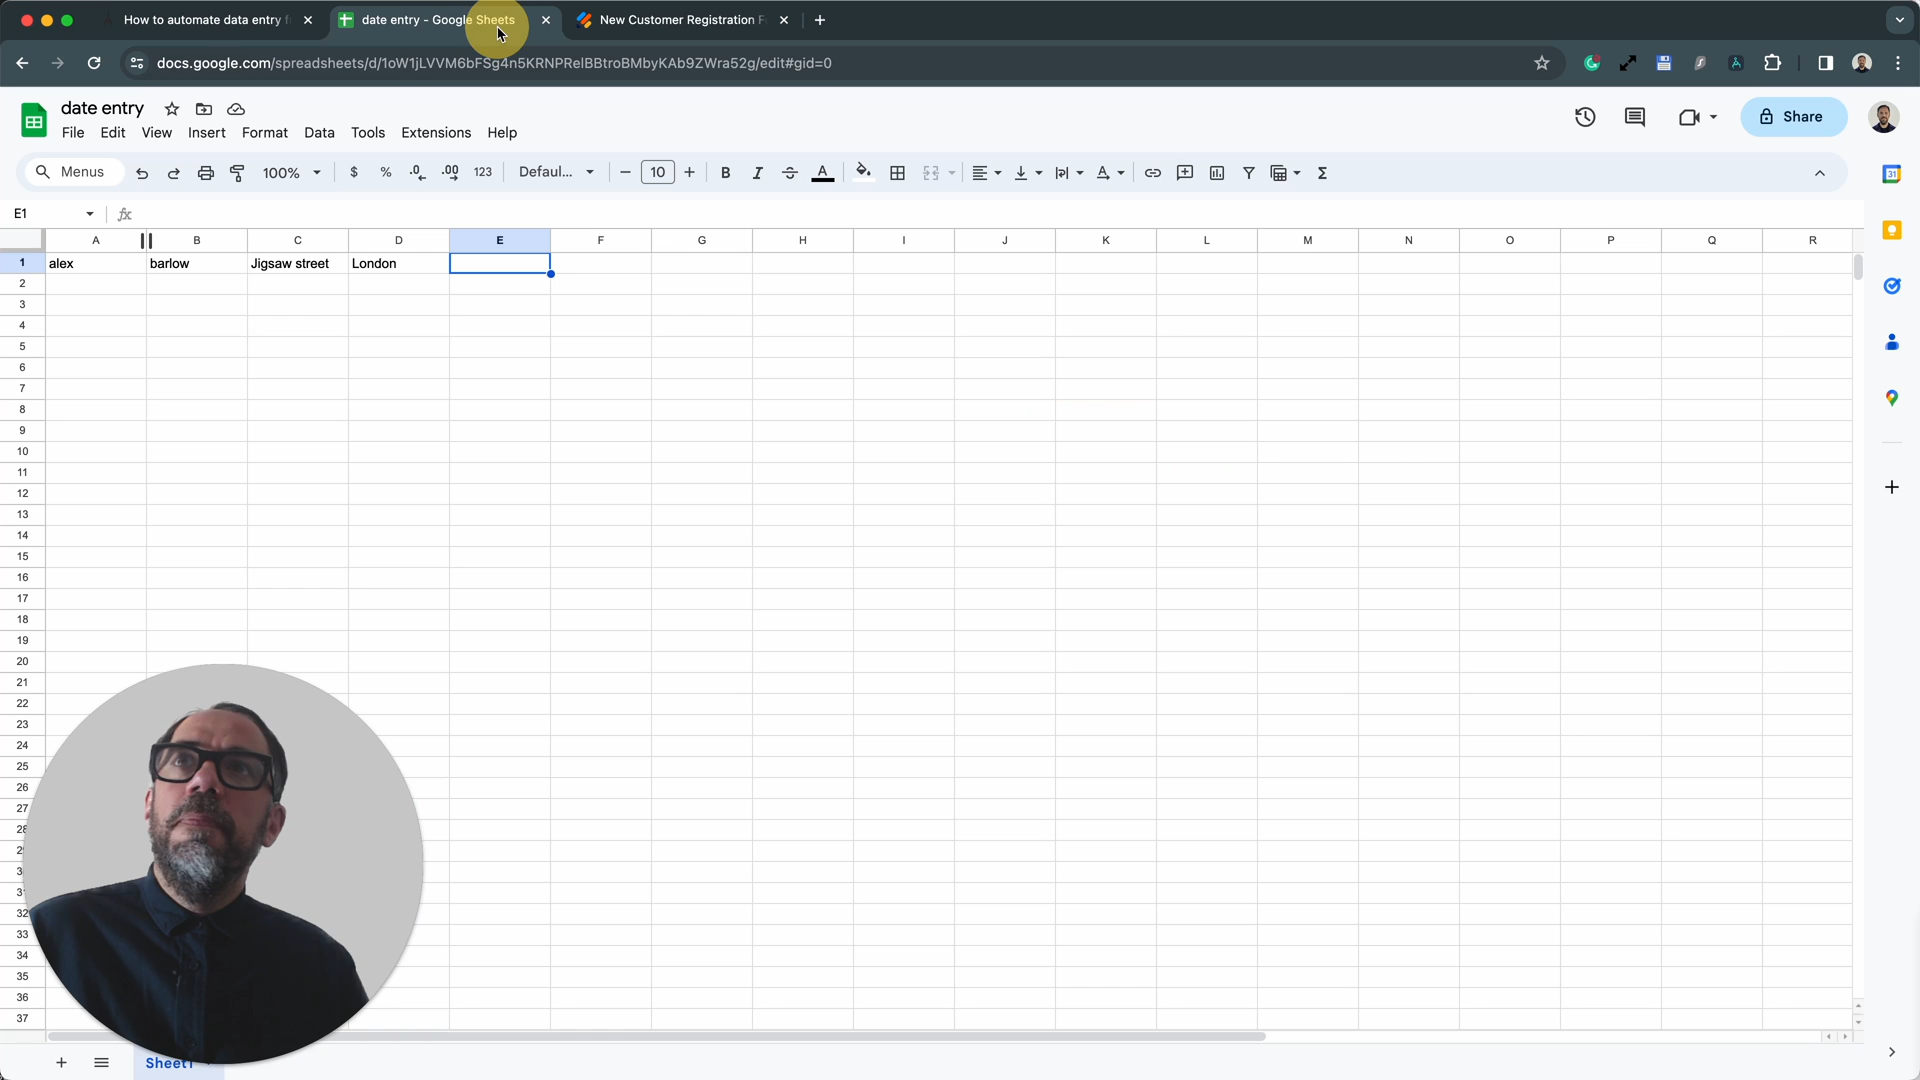 How to automate data entry f
date entry - Google Sheets
New Customer Registration F
docs.google.com/spreadsheets/d/1oW1jLVVM6bFSg4n5KRNPRelBBtroBMbyKAb9ZWra52g/edit#gid=0
date entry
File Edit View Insert Format Data Tools Extensions Help
Share
Menus 100% $ % .0 .00 123 Defaul... 10 B I A
31
E1 fx
A B C D E F G H I J K L M N O P Q R
1 alex barlow Jigsaw street London
2
3
4
5
6
7
8
9
10
11
12
13
14
15
16
17
18
19
20
21
22
23
24
25
26
27
33
34
35
36
37
Sheet1